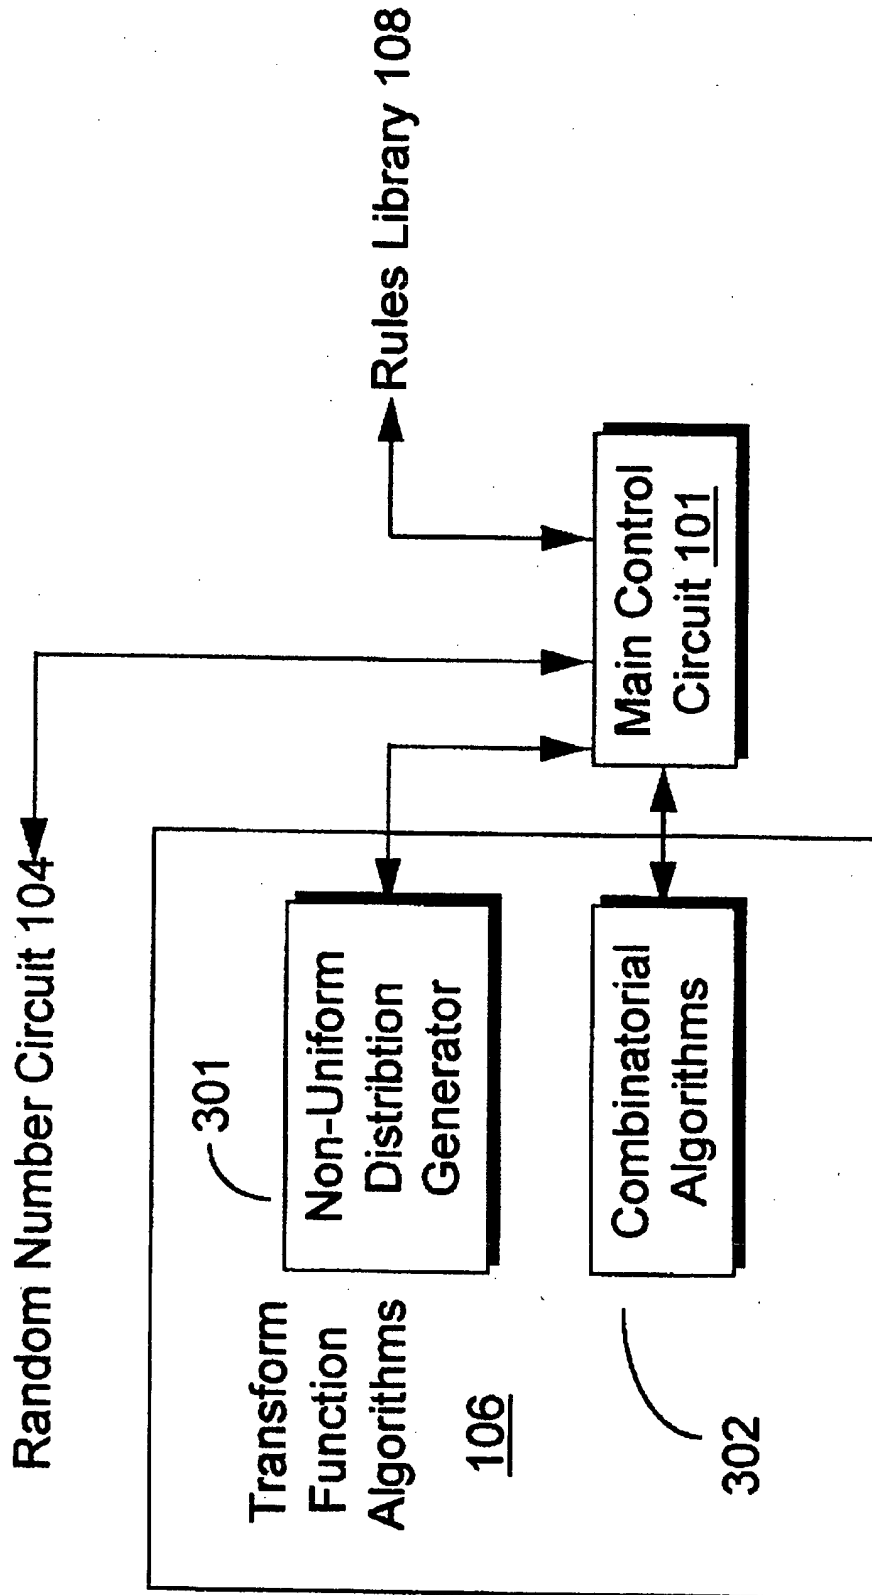 Random Number Circuit 104
Rules Library 108
Transform
Function
Algorithms
106
301
Non-Uniform
Distribtion
Generator
302
Combinatorial
Algorithms
Main Control
Circuit 101